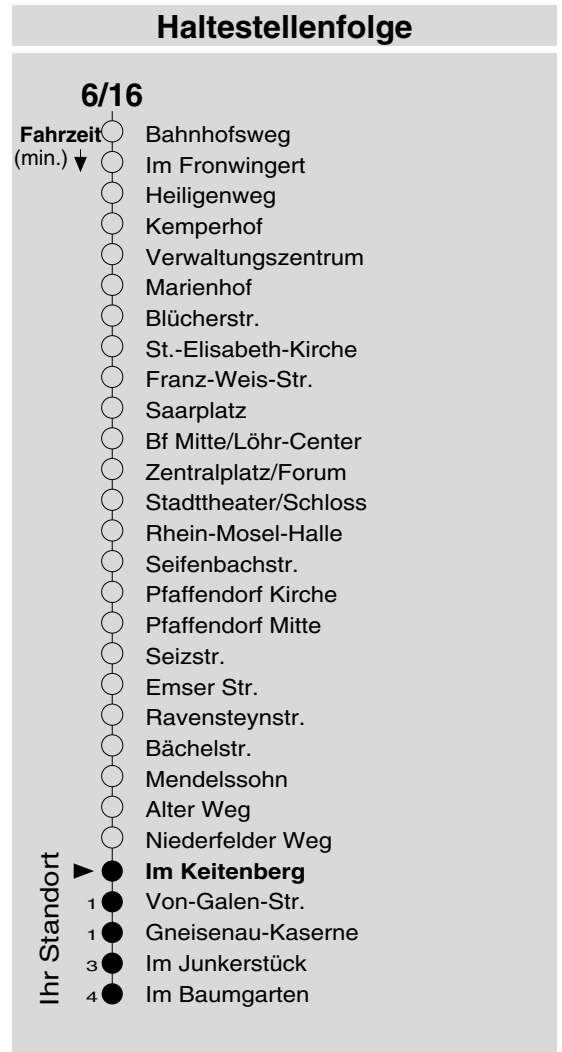 Haltestellenfolge
6/16
Fahrzeit Bahnhofsweg
(min.) Im Fronwingert
Heiligenweg
Kemperhof
Verwaltungszentrum
Marienhof
Blücherstr.
St.-Elisabeth-Kirche
Franz-Weis-Str.
Saarplatz
Bf Mitte/Löhr-Center
Zentralplatz/Forum
Stadttheater/Schloss
Rhein-Mosel-Halle
Seifenbachstr.
Pfaffendorf Kirche
Pfaffendorf Mitte
Seizstr.
Emser Str.
Ravensteynstr.
Bächelstr.
Mendelssohn
Alter Weg
Niederfelder Weg
Ihr Standort
Im Keitenberg
1 Von-Galen-Str.
1 Gneisenau-Kaserne
3 Im Junkerstück
4 Im Baumgarten